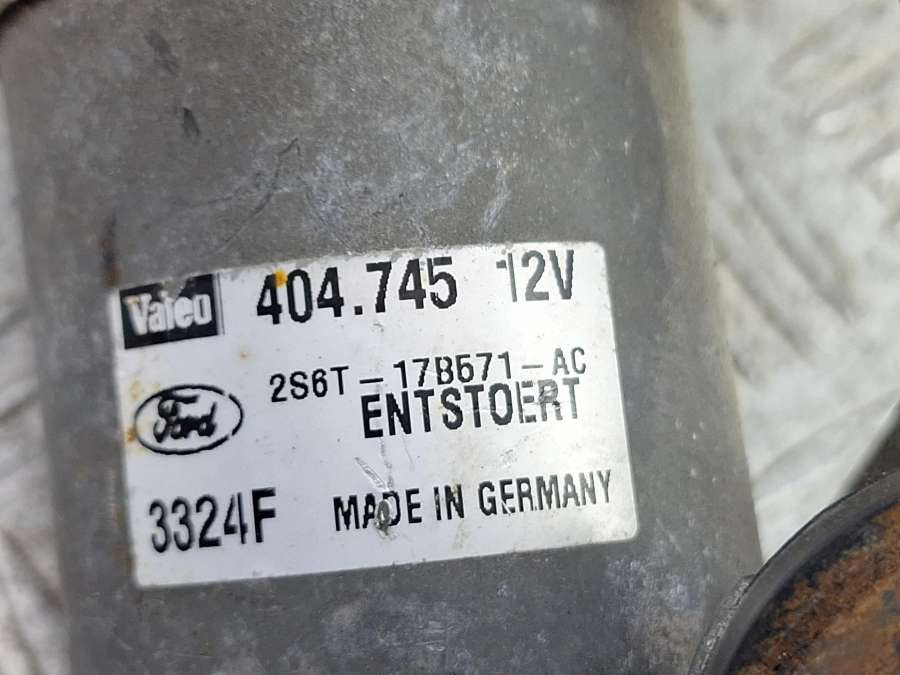 Valeo 404.745 12V
2S6T-17B571-AC
Ford ENTSTOERT
3324F MADE IN GERMANY